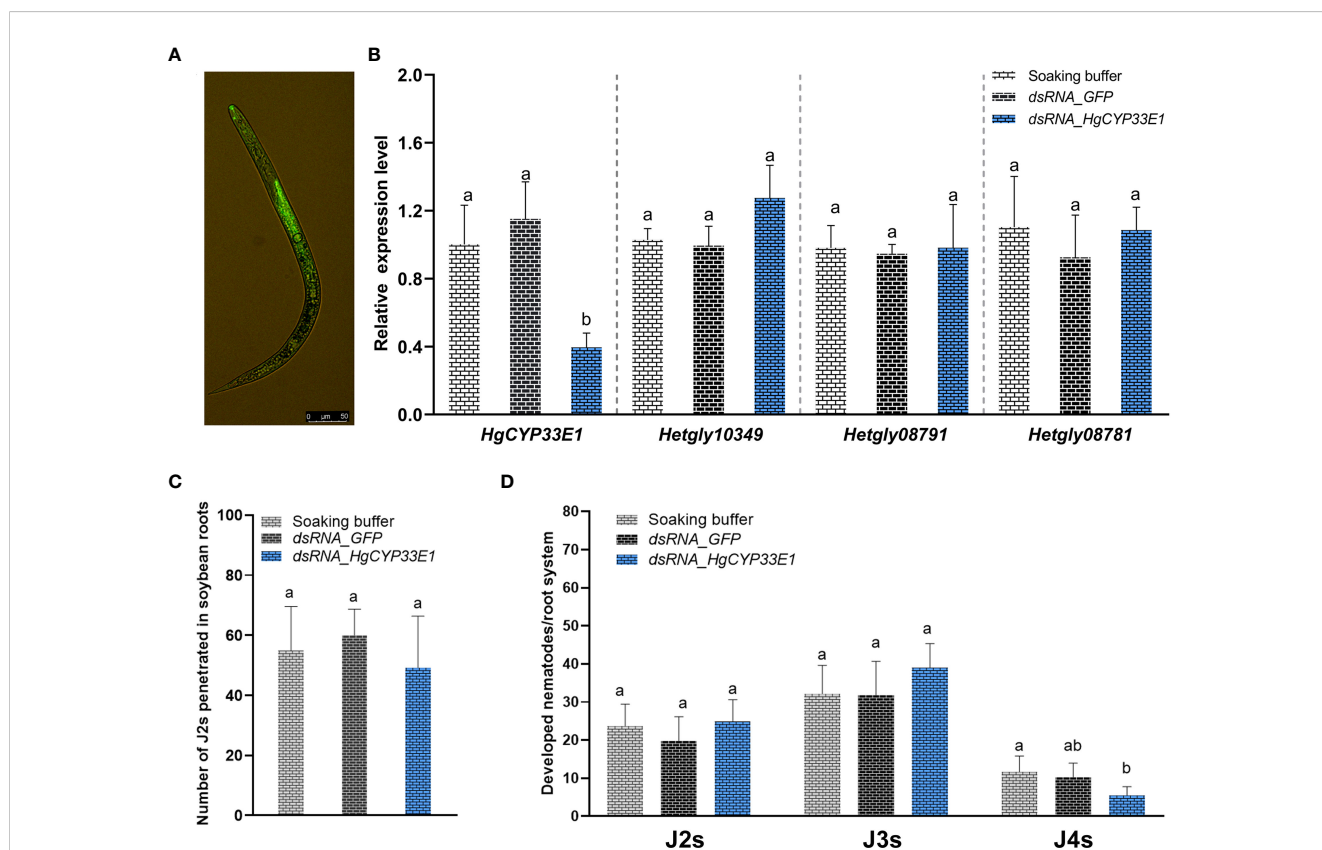 A
0 µm 50
B
Relative expression level
2.0
1.6
1.2
0.8
0.4
0.0
Soaking buffer
dsRNA_GFP
dsRNA_HgCYP33E1
a
a
b
a
a
a
a
a
a
a
a
a
HgCYP33E1
Hetgly10349
Hetgly08791
Hetgly08781
C
Number of J2s penetrated in soybean roots
100
80
60
40
20
0
Soaking buffer
dsRNA_GFP
dsRNA_HgCYP33E1
a
a
a
D
Developed nematodes/root system
80
70
60
50
40
30
20
10
0
Soaking buffer
dsRNA_GFP
dsRNA_HgCYP33E1
a
a
a
a
a
a
a
ab
b
J2s
J3s
J4s